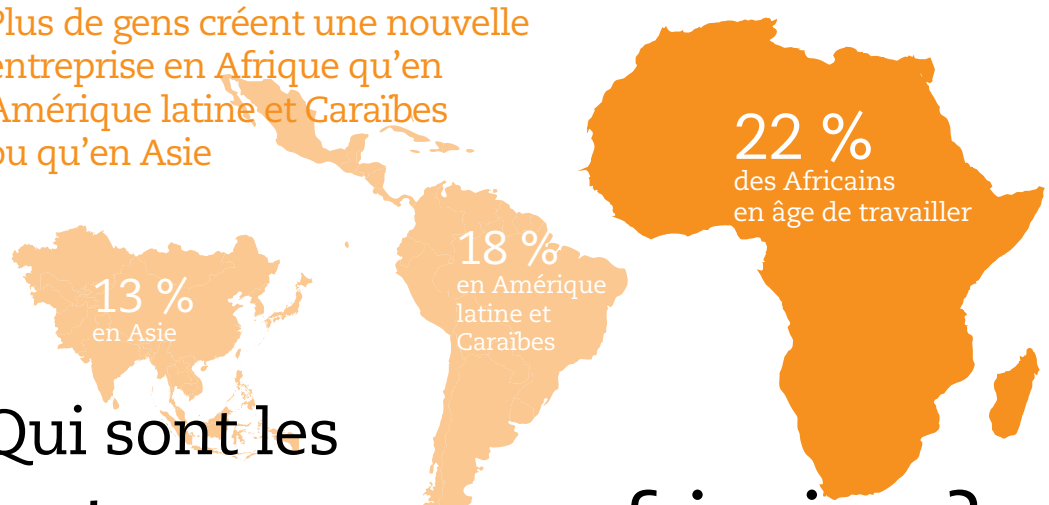 Plus de gens créent une nouvelle
entreprise en Afrique qu'en
Amérique latine et Caraïbes
ou qu'en Asie
22 %
des Africains
en âge de travailler
18 %
en Amérique
latine et
Caraïbes
13 %
en Asie
Qui sont les